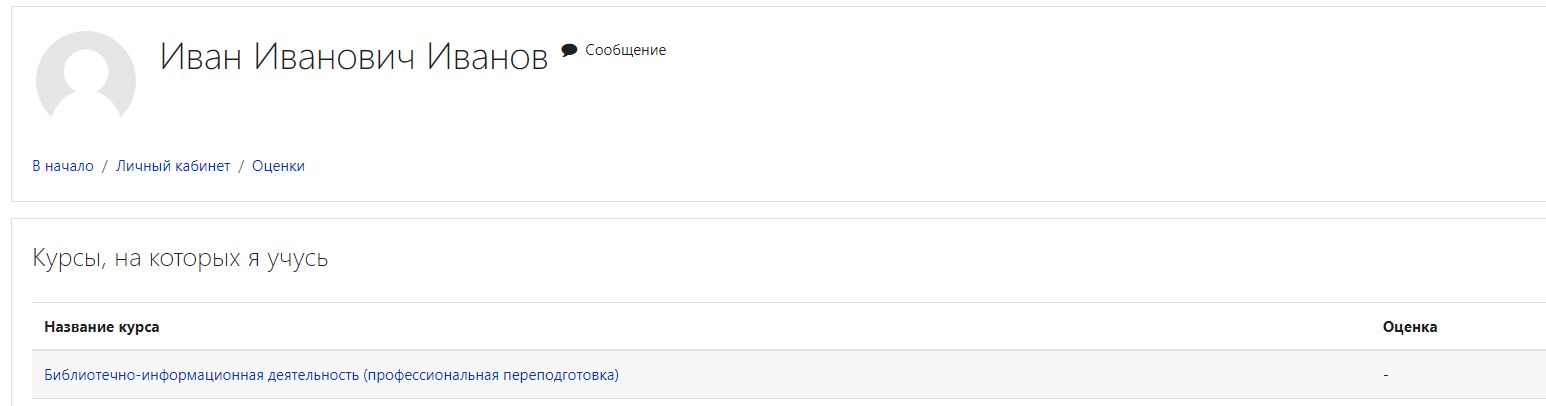 Иван Иванович Иванов Сообщение
В начало / Личный кабинет / Оценки
Курсы, на которых я учусь
Название курса Оценка
Библиотечно-информационная деятельность (профессиональная переподготовка) -